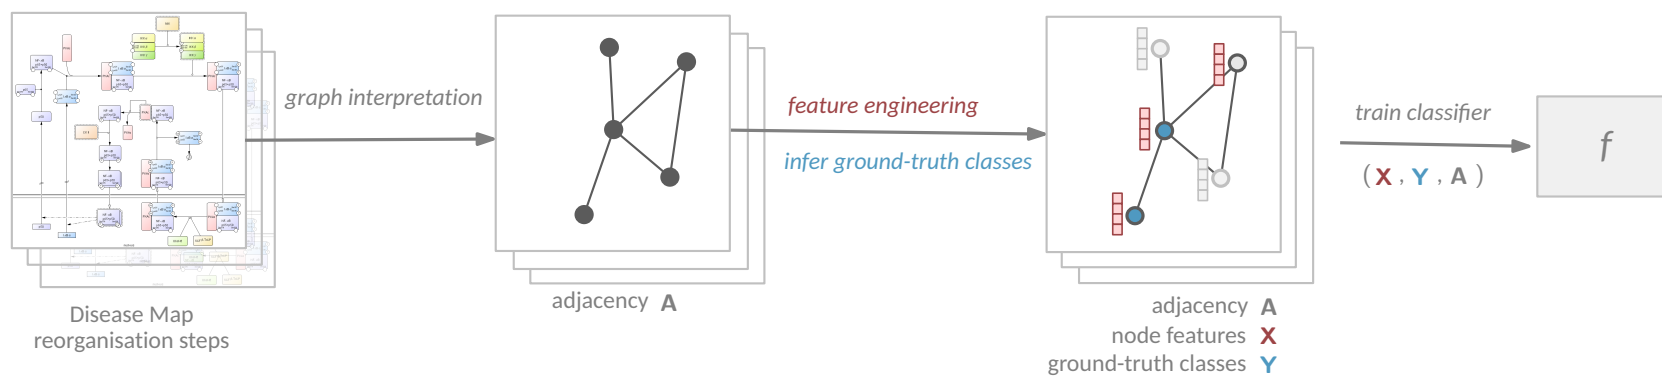 graph interpretation
feature engineering
infer ground-truth classes
train classifier
( X , Y , A )
f
Disease Map
reorganisation steps
adjacency A
adjacency A
node features X
ground-truth classes Y